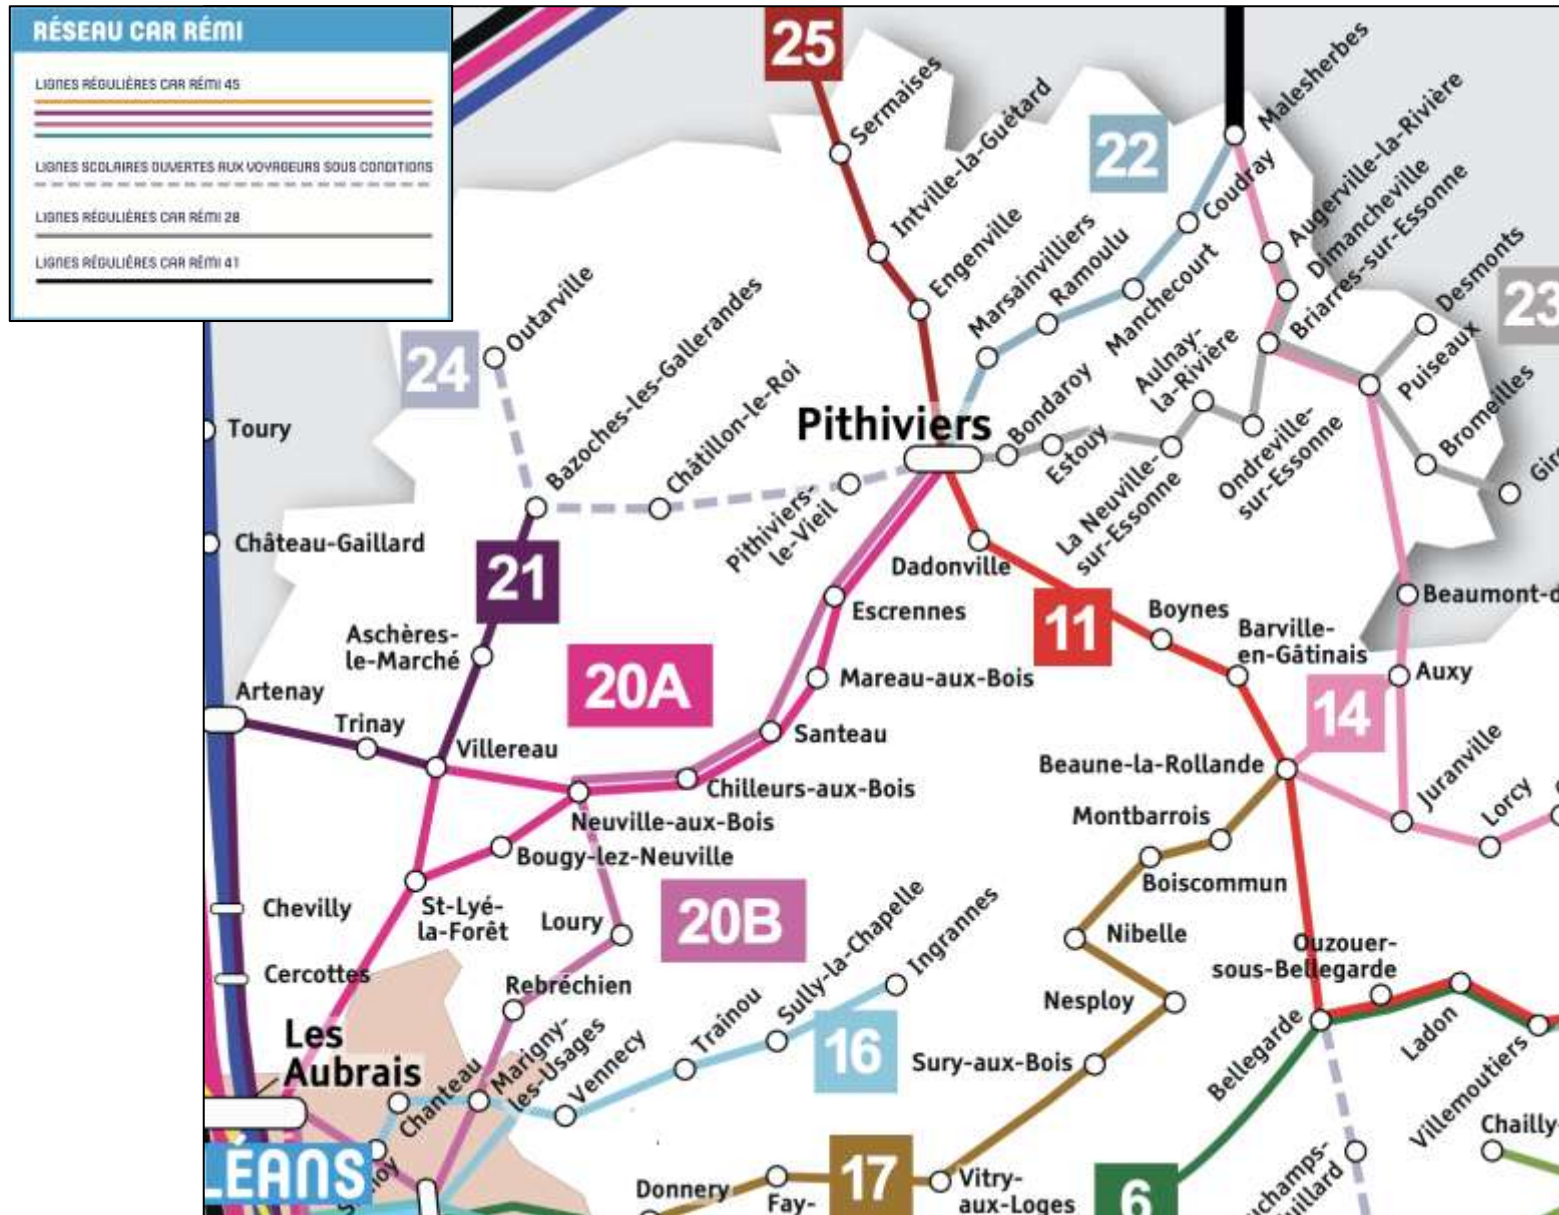 RÉSEAU CAR RÉMI
LIGNES RÉGULIÈRES CAR RÉMI 45
LIGNES SCOLAIRES OUVERTES AUX VOYAGEURS SOUS CONDITIONS
LIGNES RÉGULIÈRES CAR RÉMI 28
LIGNES RÉGULIÈRES CAR RÉMI 41
25
Sermaises
Intville-la-Guétard
Engenville
22
Malesherbes
Coudray
Augerville-la-Rivière
Dimancheville
Briarres-sur-Essonne
Marsainvilliers
Ramoulu
Manchecourt
Desmonts
23
Puiseaux
Bromeilles
Outarville
24
Bazoches-les-Gallerandes
Châtillon-le-Roi
Pithiviers-
le-Vieil
Pithiviers
Bondaroy
Estouy
Aulnay-
la-Rivière
La Neuville-
sur-Essonne
Ondreville-
sur-Essonne
Toury
Château-Gaillard
21
Dadonville
Escrennes
11
Boynes
Barville-
en-Gâtinais
Auxy
Aschères-
le-Marché
20A
Mareau-aux-Bois
14
Artenay
Trinay
Villereau
Santeau
Beaune-la-Rollande
Juranville
Lorcy
Chilleurs-aux-Bois
Neuville-aux-Bois
Bougy-lez-Neuville
Montbarrois
Boiscommun
Chevilly
St-Lyé-
la-Forêt
Loury
20B
Sully-la-Chapelle
Ingrannes
Nibelle
Ouzouer-
sous-Bellegarde
Cercottes
Rebréchien
Nesploy
Les
Aubrais
Chanteau
Marigny-
les-Usages
Vennecy
Traînou
16
Sury-aux-Bois
Bellegarde
Ladon
Villemoutiers
LÉANS
17
6
Donnery
Fay-
Vitry-
aux-Loges
Chailly-